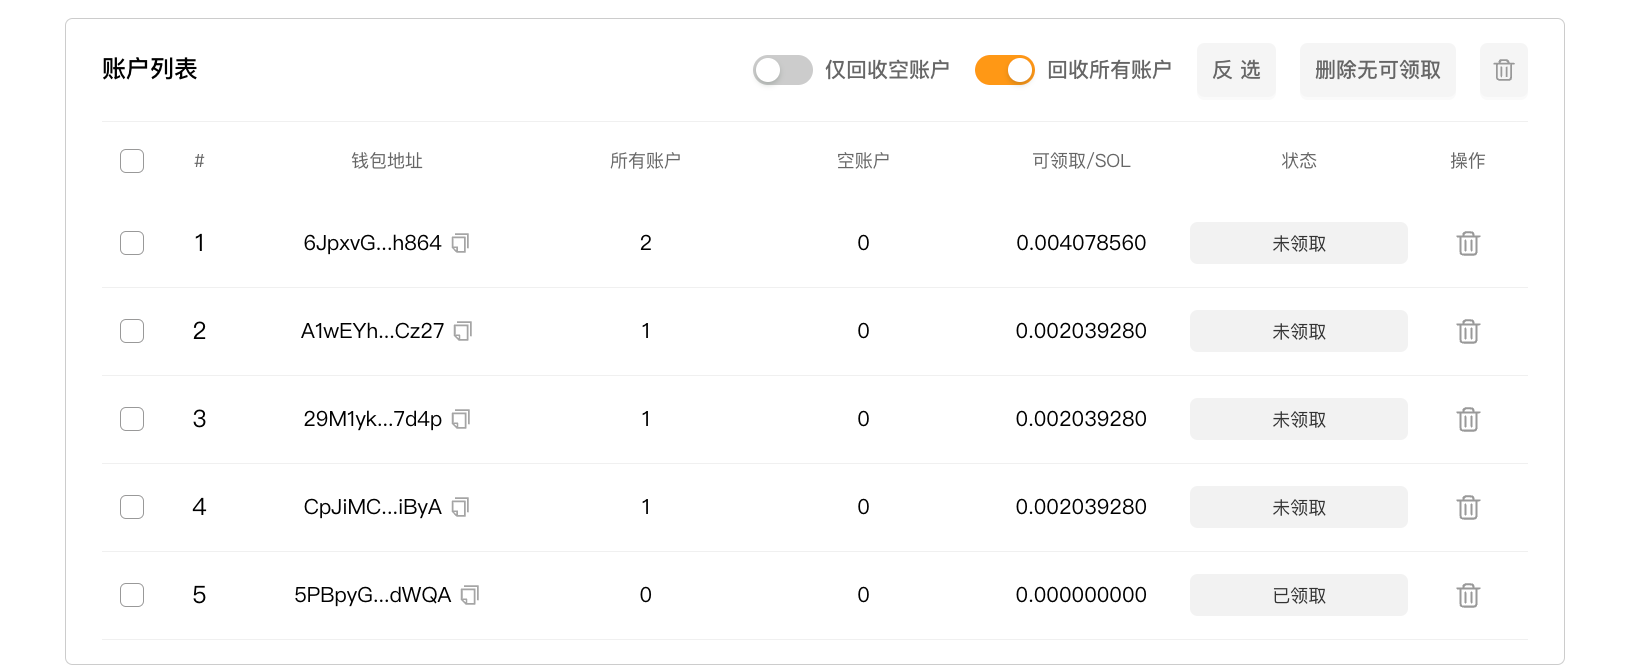 账户列表 仅回收空账户 回收所有账户 反 选 删除无可领取
# 钱包地址 所有账户 空账户 可领取/SOL 状态 操作
1 6JpxvG...h864 2 0 0.004078560 未领取
2 A1wEYh...Cz27 1 0 0.002039280 未领取
3 29M1yk...7d4p 1 0 0.002039280 未领取
4 CpJiMC...iByA 1 0 0.002039280 未领取
5 5PBpyG...dWQA 0 0 0.000000000 已领取